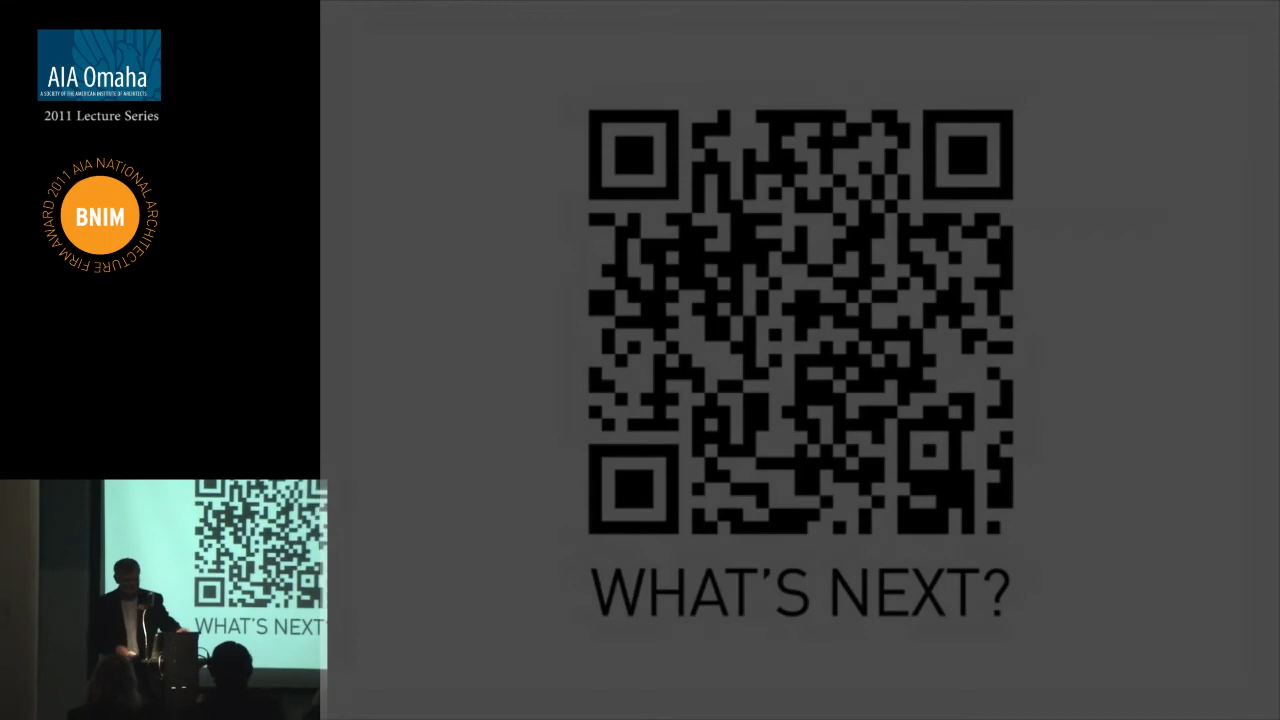 AIA Omaha
A SOCIETY OF THE AMERICAN INSTITUTE OF ARCHITECTS
2011 Lecture Series
2011 AIA NATIONAL ARCHITECTURE FIRM AWARD
BNIM
WHAT'S NEXT?
WHAT'S NEXT?